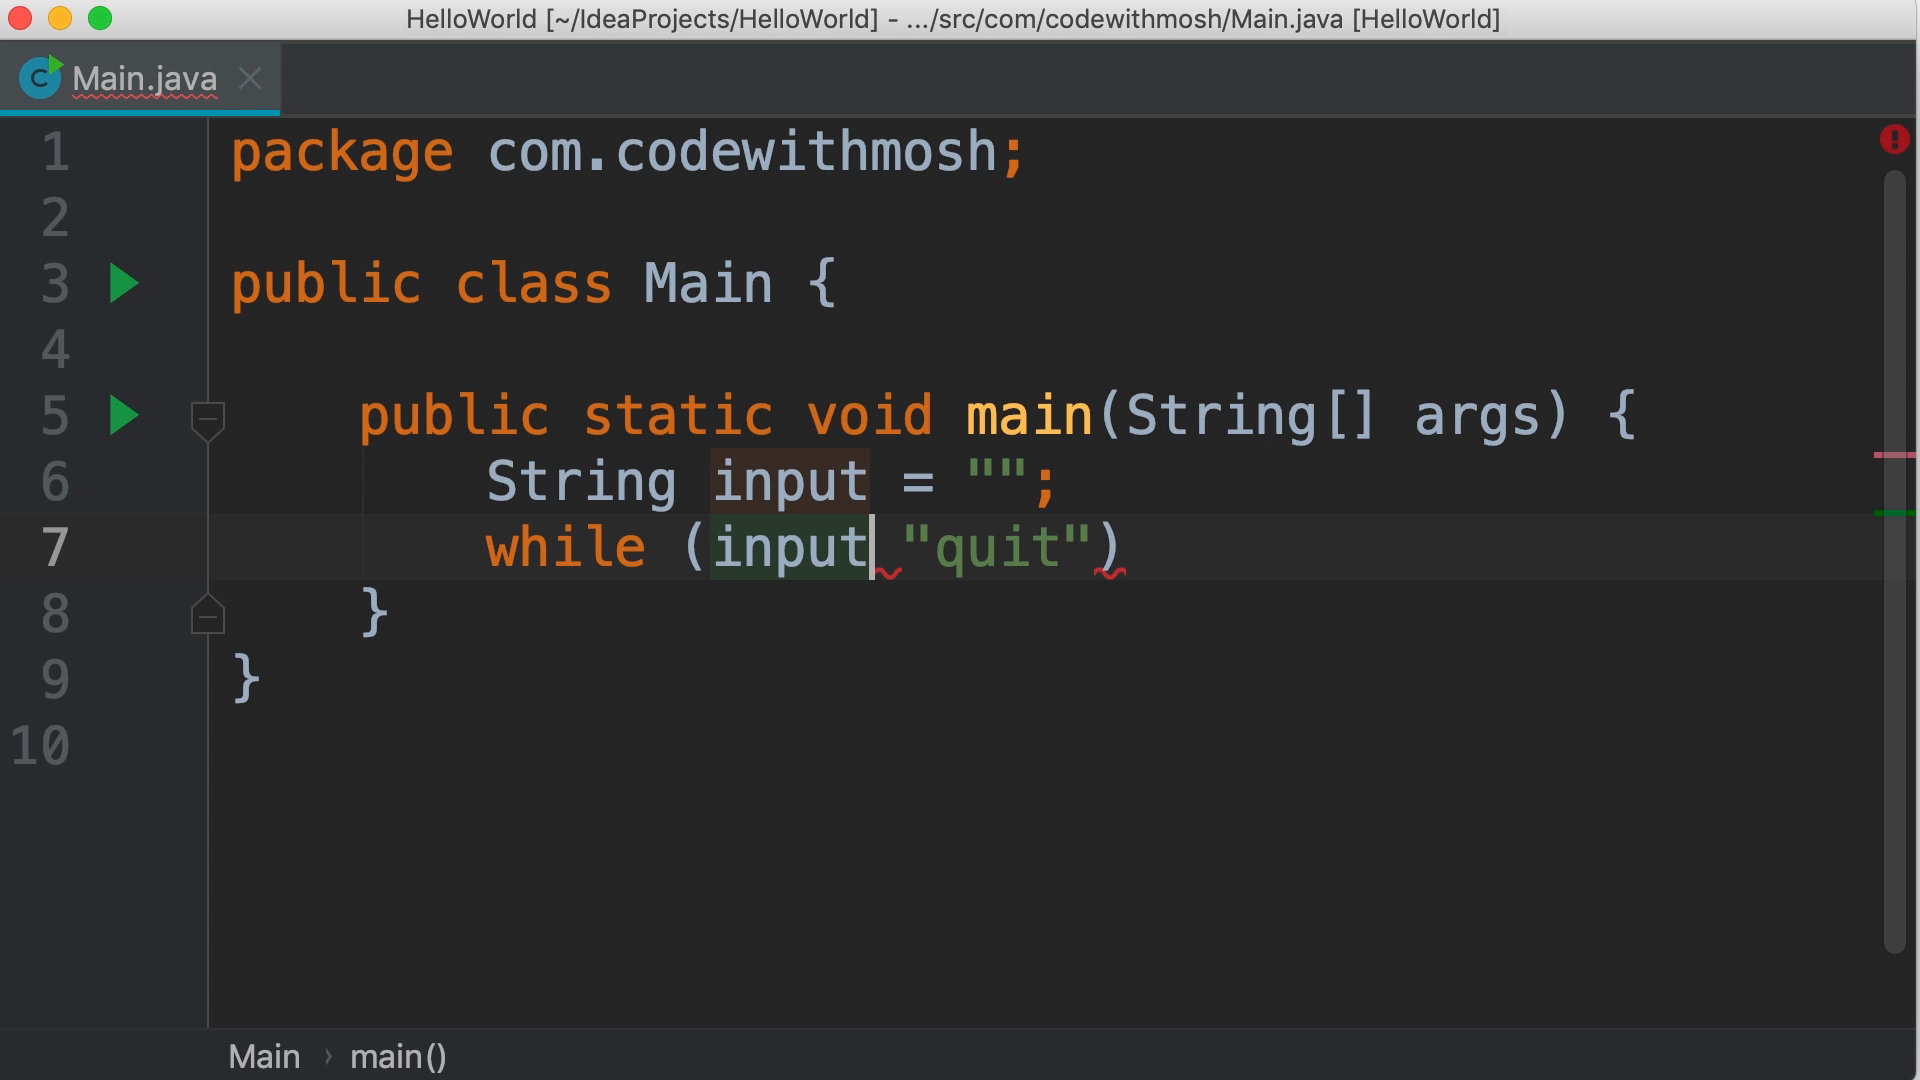 HelloWorld [~/IdeaProjects/HelloWorld] - .../src/com/codewithmosh/Main.java [HelloWorld]
C Main.java
1 package com.codewithmosh;
2
3 public class Main {
4
5     public static void main(String[] args) {
6         String input = "";
7         while (input "quit")
8     }
9 }
10
Main › main()